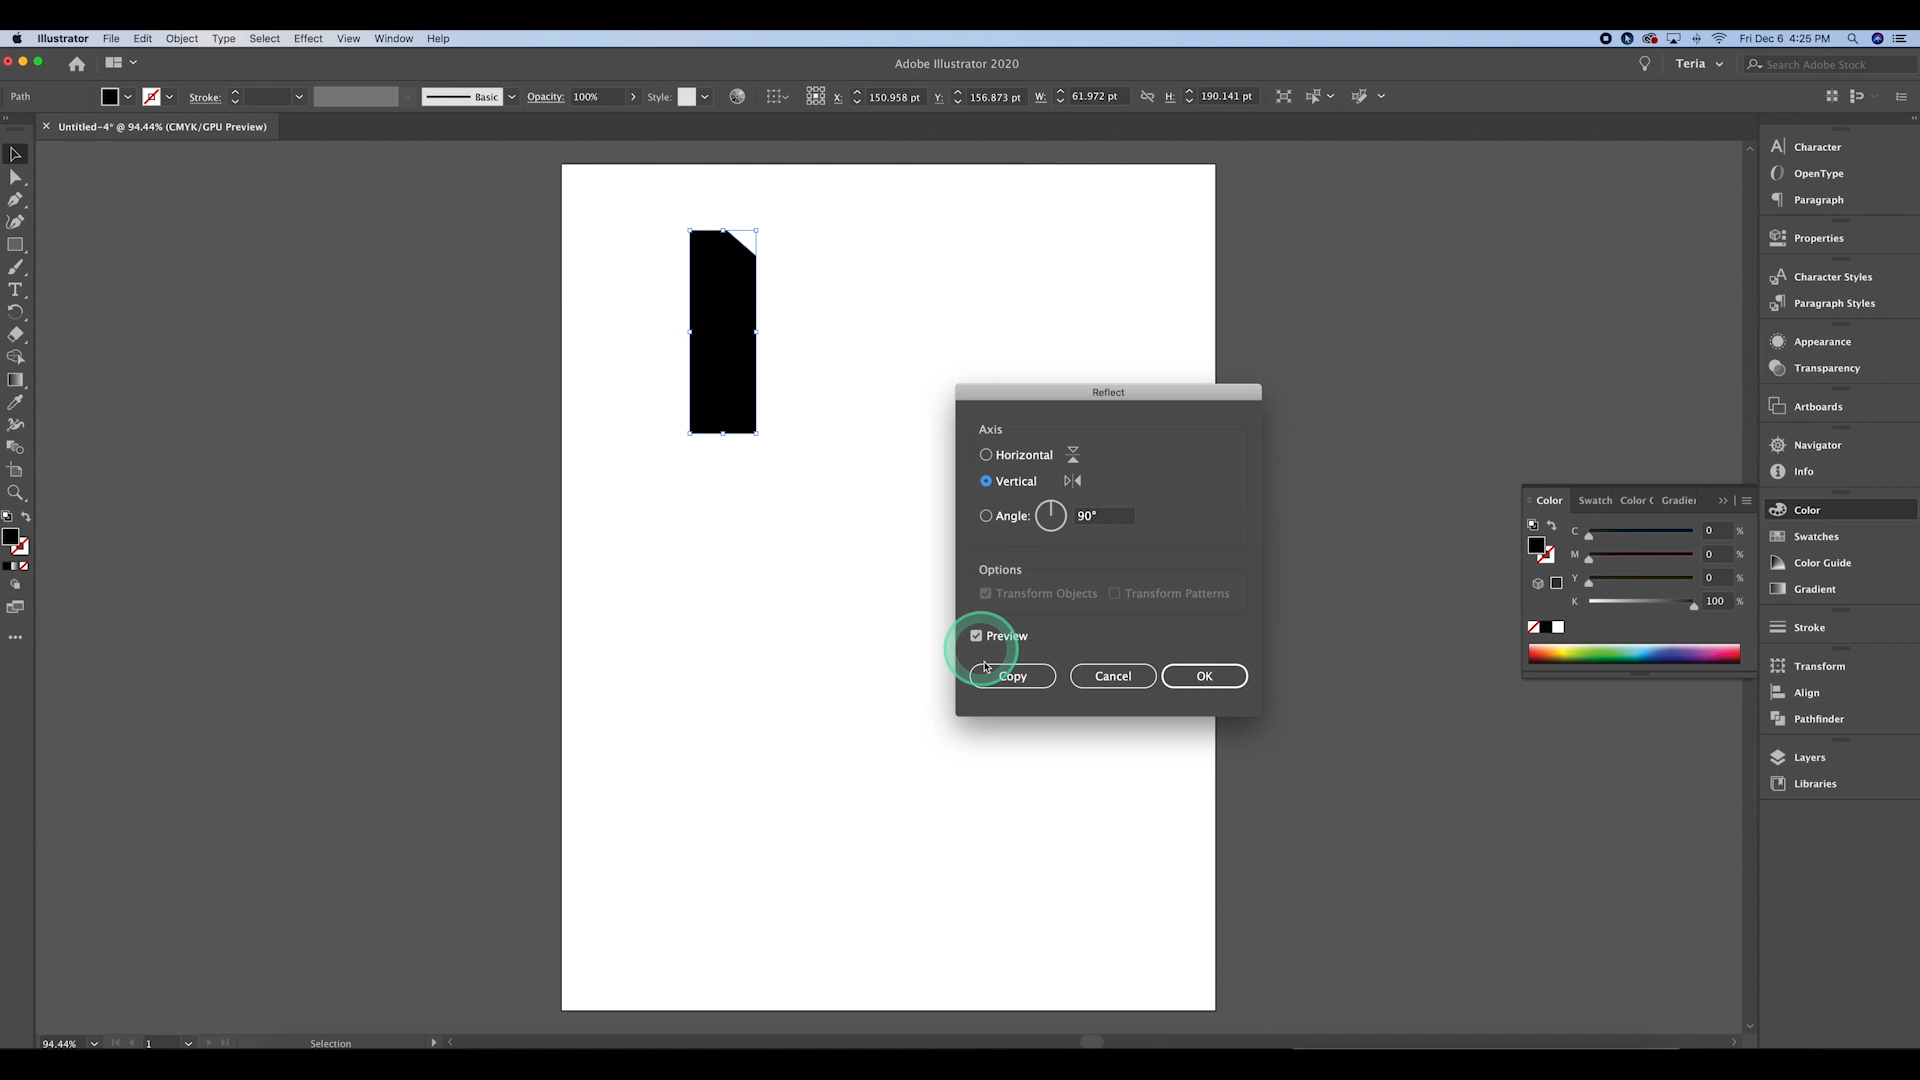 Illustrator File Edit Object Type Select Effect View Window Help Fri Dec 6 4:25 PM
Adobe Illustrator 2020 Teria Search Adobe Stock
Path Stroke: Basic Opacity: 100% Style: X: 150.958 pt Y: 156.873 pt W: 61.972 pt H: 190.141 pt
Untitled-4* @ 94.44% (CMYK/GPU Preview)
Character
OpenType
Paragraph
Properties
Character Styles
Paragraph Styles
Appearance
Transparency
Artboards
Navigator
Info
Color
Swatches
Color Guide
Gradient
Stroke
Transform
Align
Pathfinder
Layers
Libraries
Reflect
Axis
Horizontal
Vertical
Angle: 90°
Options
Transform Objects Transform Patterns
Preview
Copy Cancel OK
Color Swatch Color Gradie
C 0 %
M 0 %
Y 0 %
K 100 %
94.44% 1 Selection